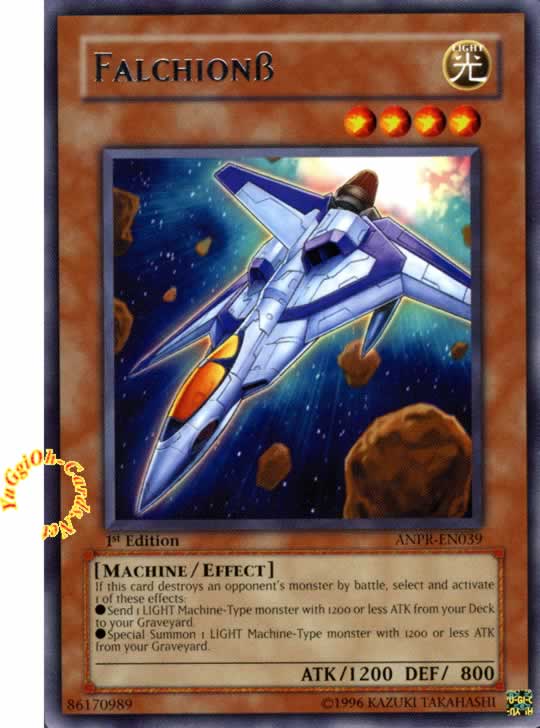 FALCHIONß
LIGHT
光
YuGgiOh-Cards.Net
1st Edition
ANPR-EN039
[MACHINE / EFFECT]
If this card destroys an opponent's monster by battle, select and activate
1 of these effects:
●Send 1 LIGHT Machine-Type monster with 1200 or less ATK from your Deck
to your Graveyard.
●Special Summon 1 LIGHT Machine-Type monster with 1200 or less ATK
from your Graveyard.
ATK/1200 DEF/ 800
86170989
©1996 KAZUKI TAKAHASHI